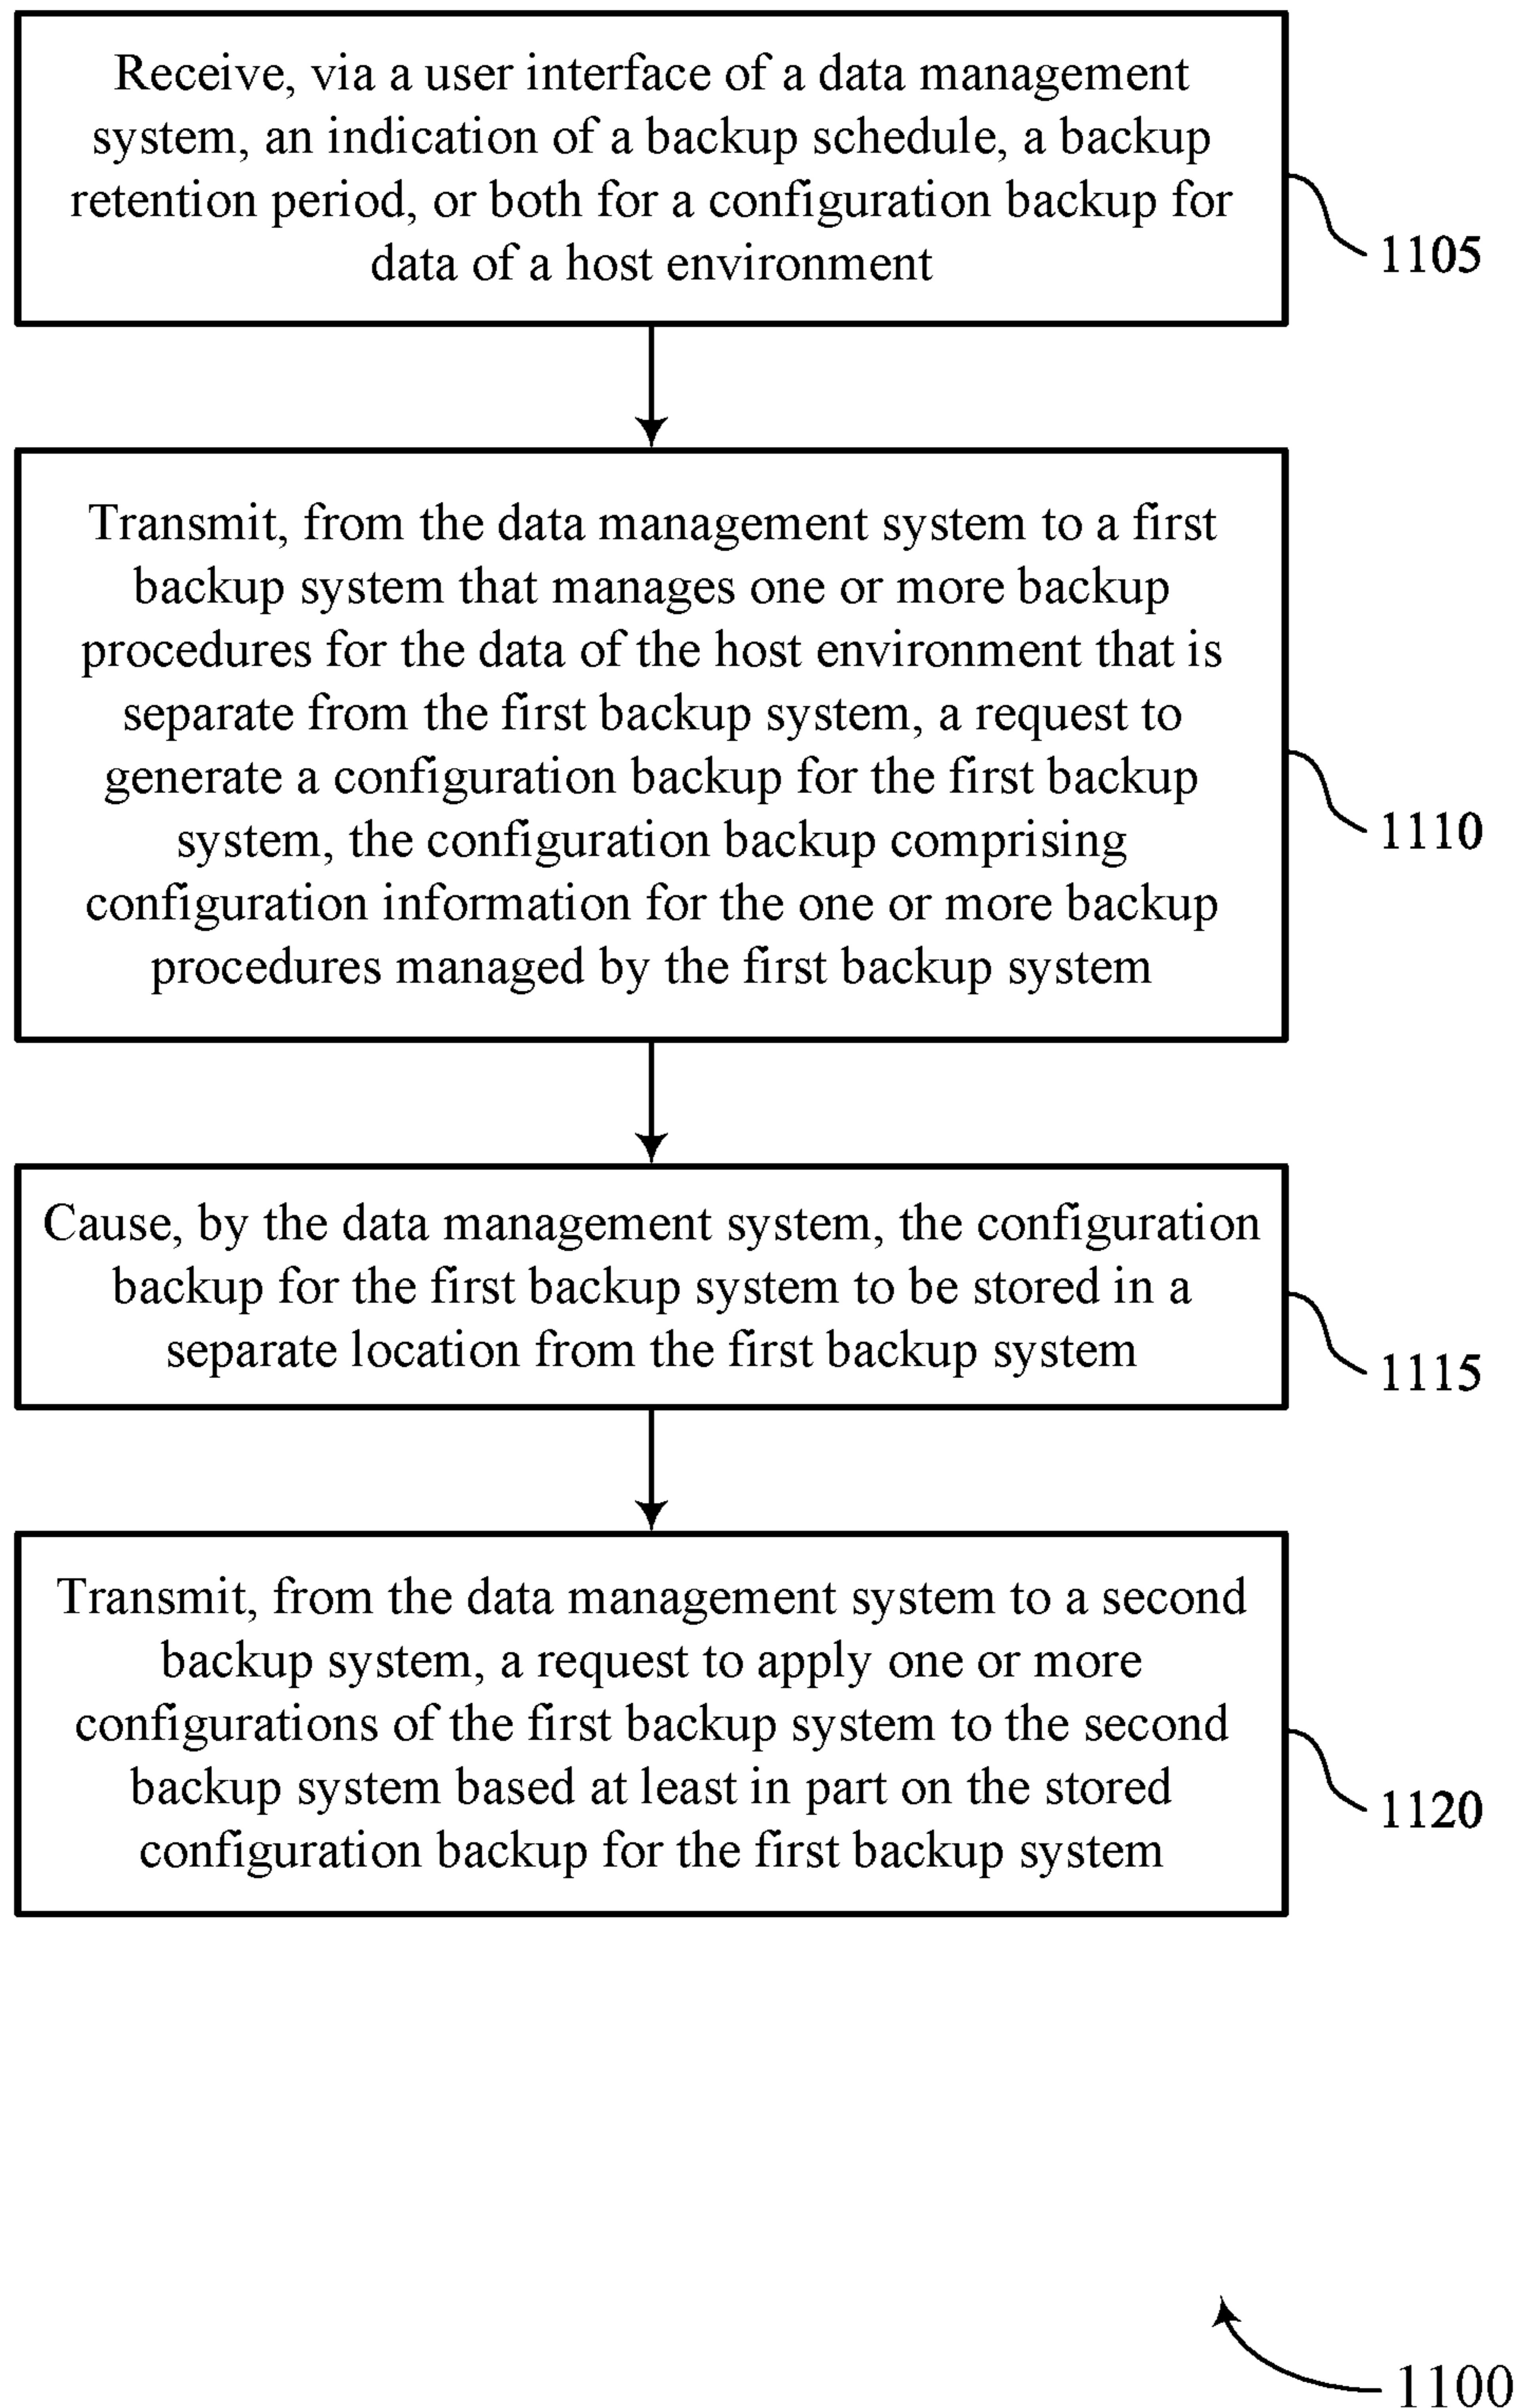 Receive, via a user interface of a data management
system, an indication of a backup schedule, a backup
retention period, or both for a configuration backup for
data of a host environment
1105
Transmit, from the data management system to a first
backup system that manages one or more backup
procedures for the data of the host environment that is
separate from the first backup system, a request to
generate a configuration backup for the first backup
system, the configuration backup comprising
configuration information for the one or more backup
procedures managed by the first backup system
1110
Cause, by the data management system, the configuration
backup for the first backup system to be stored in a
separate location from the first backup system
1115
Transmit, from the data management system to a second
backup system, a request to apply one or more
configurations of the first backup system to the second
backup system based at least in part on the stored
configuration backup for the first backup system
1120
1100